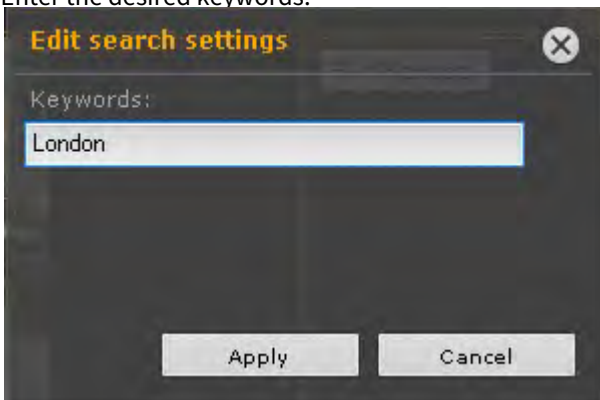 Enter the desired keywords.
Edit search settings
Keywords:
London
Apply Cancel